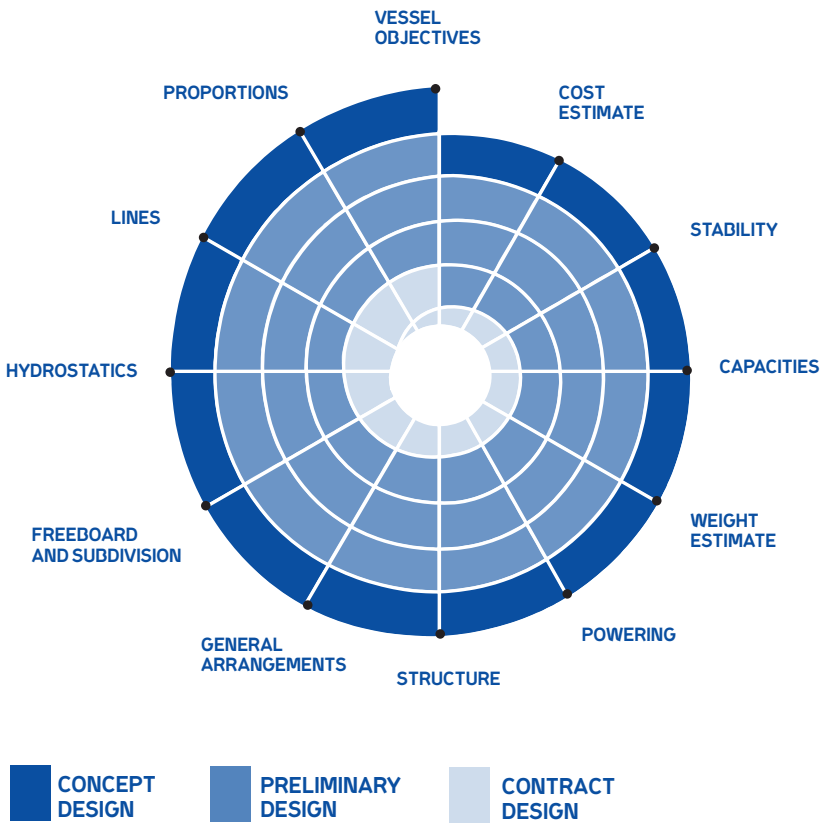 VESSEL
OBJECTIVES
PROPORTIONS
COST
ESTIMATE
LINES
STABILITY
HYDROSTATICS
CAPACITIES
FREEBOARD
AND SUBDIVISION
WEIGHT
ESTIMATE
GENERAL
ARRANGEMENTS
POWERING
STRUCTURE
CONCEPT
DESIGN
PRELIMINARY
DESIGN
CONTRACT
DESIGN